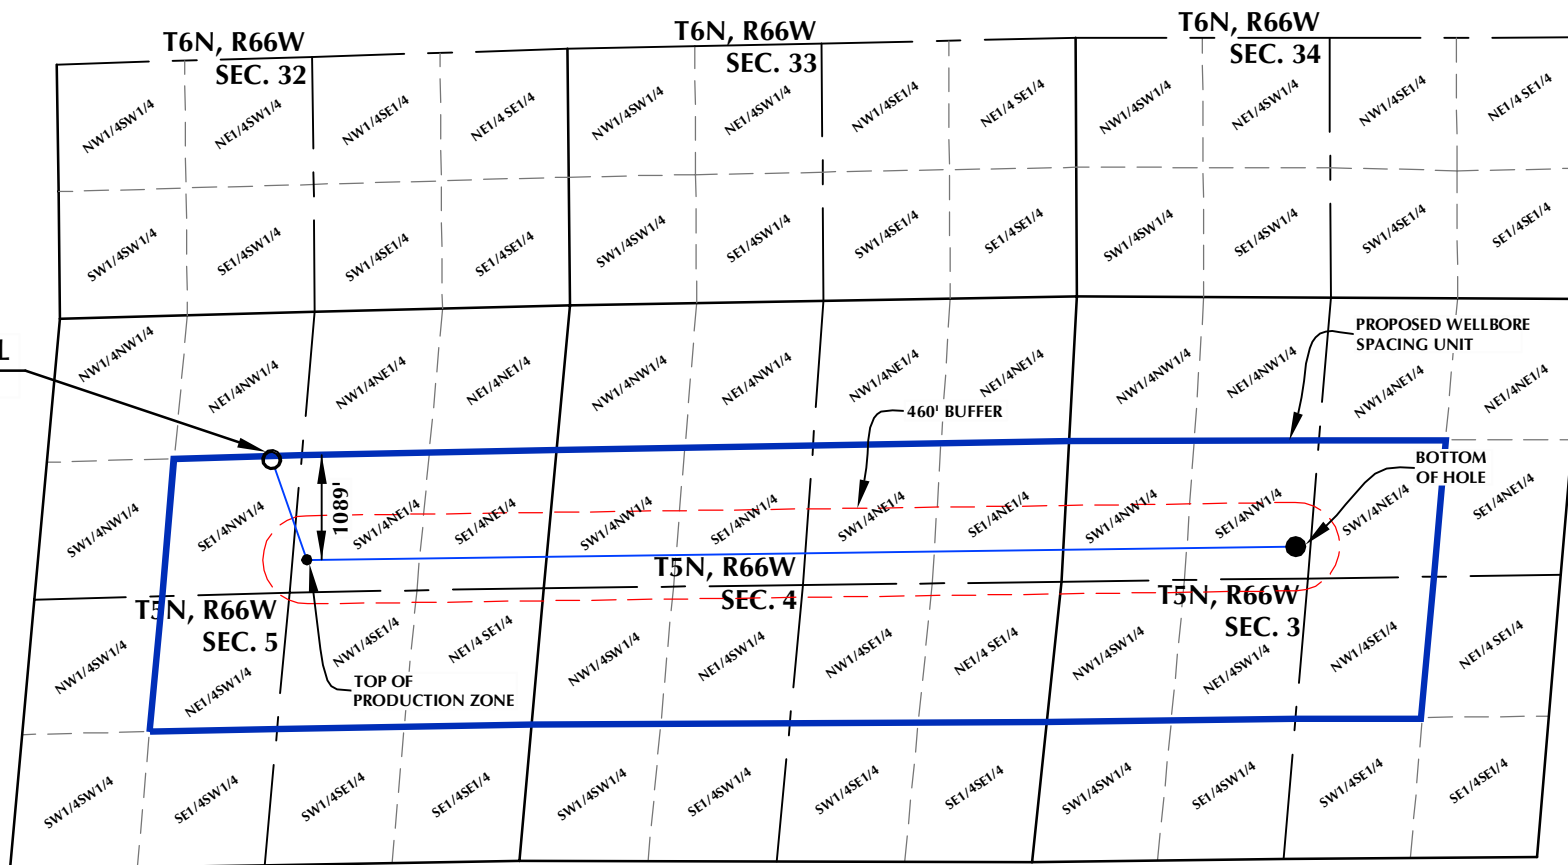 T6N, R66W
SEC. 32
T6N, R66W
SEC. 33
T6N, R66W
SEC. 34
NW1/4SW1/4
NE1/4SW1/4
NW1/4SE1/4
NE1/4 SE1/4
NW1/4SW1/4
NE1/4SW1/4
NW1/4SE1/4
NE1/4 SE1/4
NW1/4SW1/4
NE1/4SW1/4
NW1/4SE1/4
NE1/4 SE1/4
SW1/4SW1/4
SE1/4SW1/4
SW1/4SE1/4
SE1/4SE1/4
SW1/4SW1/4
SE1/4SW1/4
SW1/4SE1/4
SE1/4SE1/4
SW1/4SW1/4
SE1/4SW1/4
SW1/4SE1/4
SE1/4SE1/4
L
NW1/4NW1/4
NE1/4NW1/4
NW1/4NE1/4
NE1/4NE1/4
NW1/4NW1/4
NE1/4NW1/4
NW1/4NE1/4
NE1/4NE1/4
NW1/4NW1/4
NE1/4NW1/4
NW1/4NE1/4
NE1/4NE1/4
PROPOSED WELLBORE
SPACING UNIT
460' BUFFER
BOTTOM
OF HOLE
1089'
SW1/4NW1/4
SE1/4NW1/4
SW1/4NE1/4
SE1/4NE1/4
SW1/4NW1/4
SE1/4NW1/4
SW1/4NE1/4
SE1/4NE1/4
SW1/4NW1/4
SE1/4NW1/4
SW1/4NE1/4
SE1/4NE1/4
T5N, R66W
SEC. 5
T5N, R66W
SEC. 4
T5N, R66W
SEC. 3
NW1/4SW1/4
NE1/4SW1/4
NW1/4SE1/4
NE1/4 SE1/4
NW1/4SW1/4
NE1/4SW1/4
NW1/4SE1/4
NE1/4 SE1/4
NW1/4SW1/4
NE1/4SW1/4
NW1/4SE1/4
NE1/4 SE1/4
TOP OF
PRODUCTION ZONE
SW1/4SW1/4
SE1/4SW1/4
SW1/4SE1/4
SE1/4SE1/4
SW1/4SW1/4
SE1/4SW1/4
SW1/4SE1/4
SE1/4SE1/4
SW1/4SW1/4
SE1/4SW1/4
SW1/4SE1/4
SE1/4SE1/4